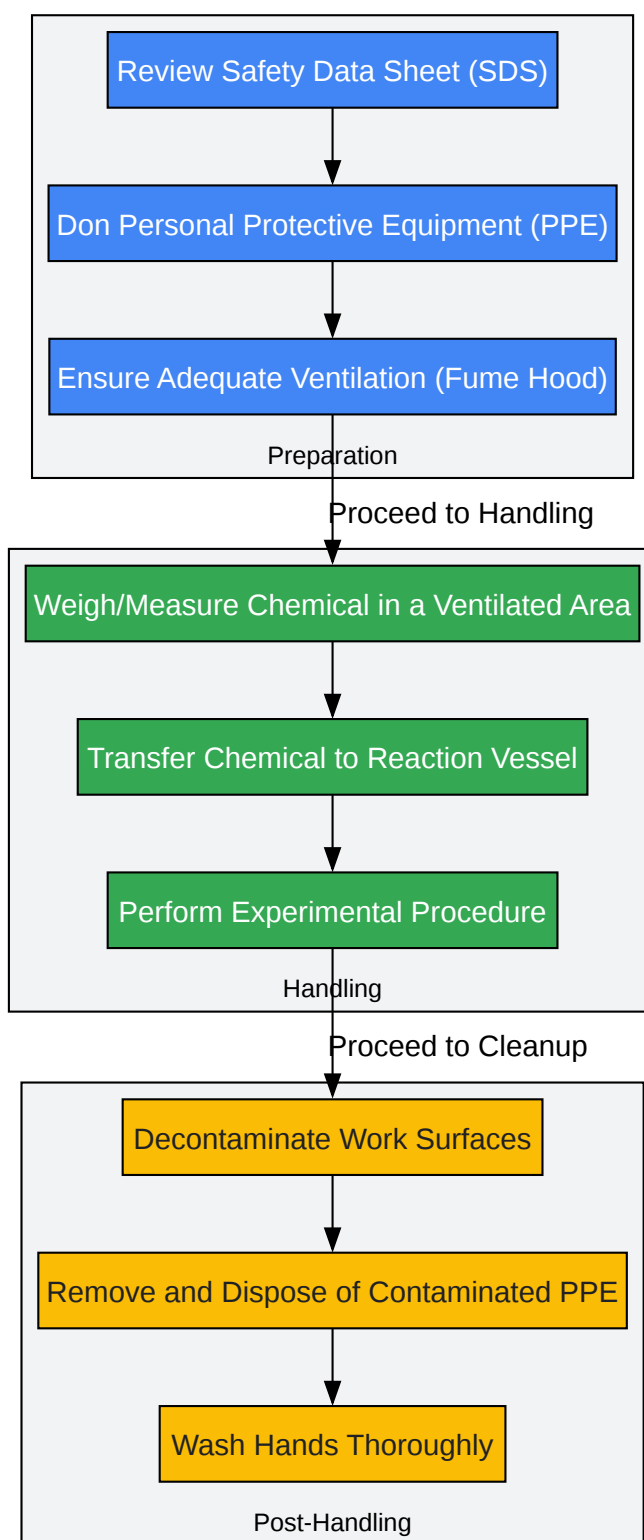 Review Safety Data Sheet (SDS)
Don Personal Protective Equipment (PPE)
Ensure Adequate Ventilation (Fume Hood)
Preparation
Proceed to Handling
Weigh/Measure Chemical in a Ventilated Area
Transfer Chemical to Reaction Vessel
Perform Experimental Procedure
Handling
Proceed to Cleanup
Decontaminate Work Surfaces
Remove and Dispose of Contaminated PPE
Wash Hands Thoroughly
Post-Handling